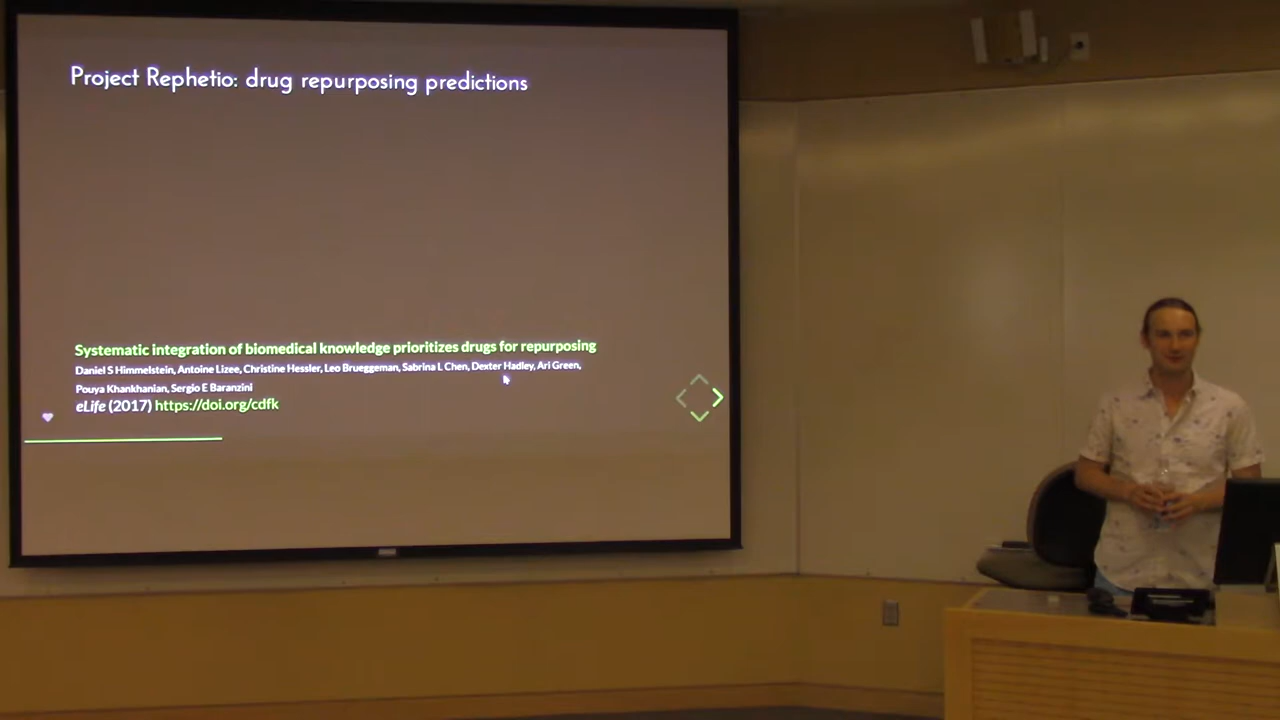 Project Rephetio: drug repurposing predictions
Systematic integration of biomedical knowledge prioritizes drugs for repurposing
Daniel S Himmelstein, Antoine Lizee, Christine Hessler, Leo Brueggeman, Sabrina L Chen, Dexter Hadley, Ari Green,
Pouya Khankhanian, Sergio E Baranzini
eLife (2017) https://doi.org/cdfk